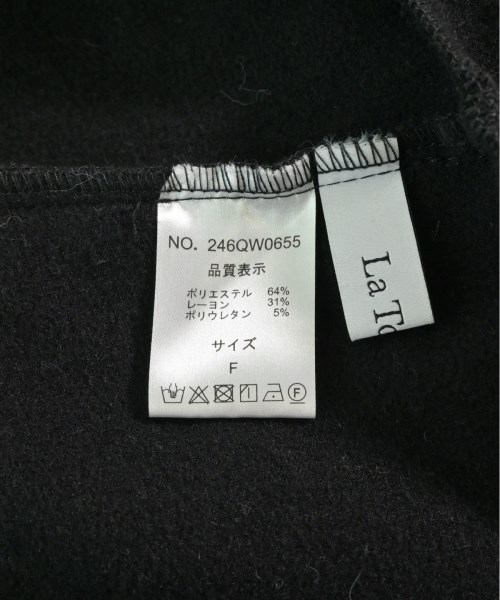 NO. 246QW0655
品質表示
ポリエステル 64%
レーヨン 31%
ポリウレタン 5%
サイズ
F
F
La